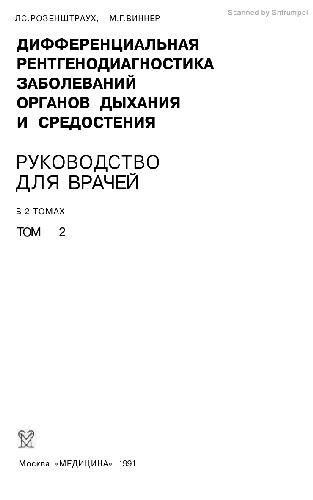 Scanned by Shtrumpel
Л.С.РОЗЕНШТРАУХ, М.Г.ВИННЕР
ДИФФЕРЕНЦИАЛЬНАЯ
РЕНТГЕНОДИАГНОСТИКА
ЗАБОЛЕВАНИЙ
ОРГАНОВ ДЫХАНИЯ
И СРЕДОСТЕНИЯ
РУКОВОДСТВО
ДЛЯ ВРАЧЕЙ
В 2 ТОМАХ
ТОМ 2
Москва «МЕДИЦИНА» 1991